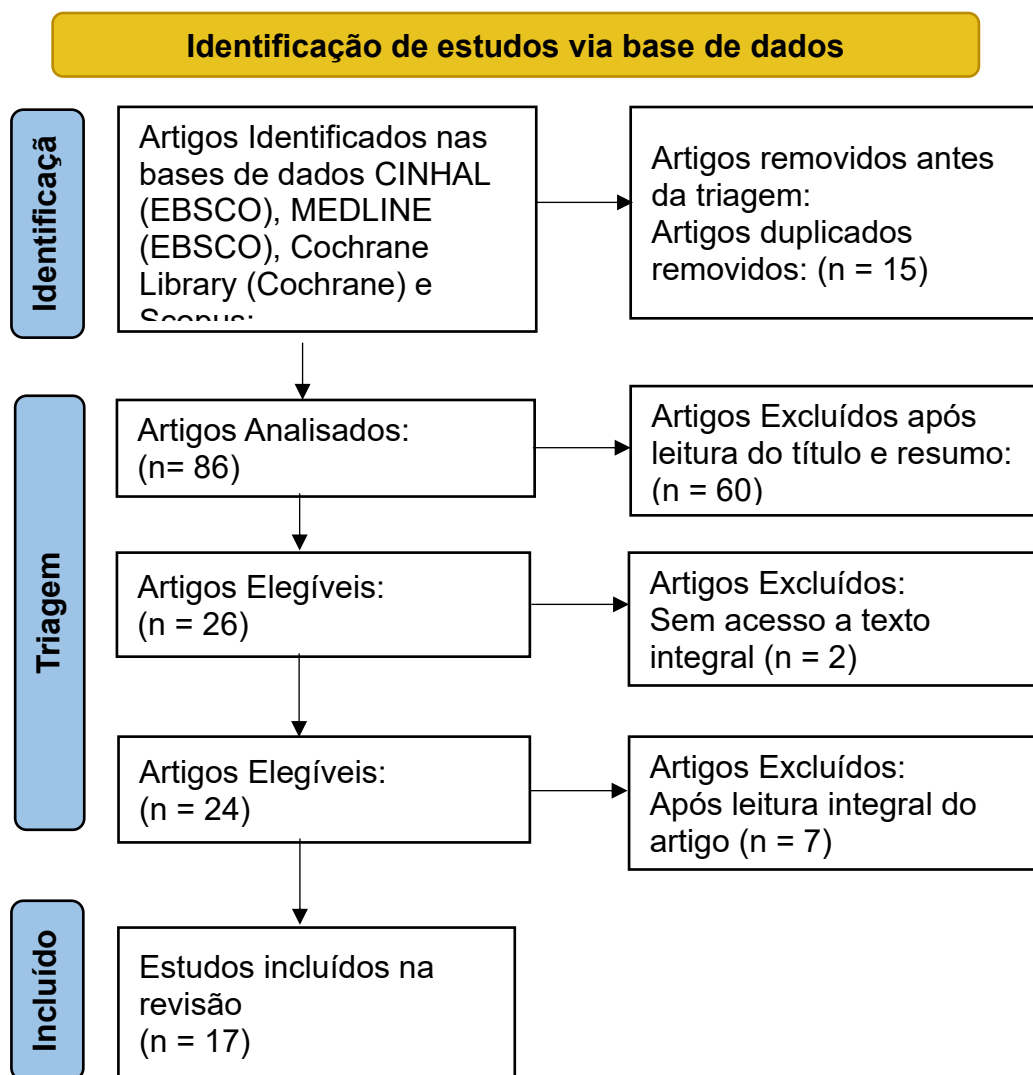 Identificação de estudos via base de dados
Identificaçã
Artigos Identificados nas
bases de dados CINHAL
(EBSCO), MEDLINE
(EBSCO), Cochrane
Library (Cochrane) e
Scopus:
Artigos removidos antes
da triagem:
Artigos duplicados
removidos: (n = 15)
Triagem
Artigos Analisados:
(n= 86)
Artigos Excluídos após
leitura do título e resumo:
(n = 60)
Artigos Elegíveis:
(n = 26)
Artigos Excluídos:
Sem acesso a texto
integral (n = 2)
Artigos Elegíveis:
(n = 24)
Artigos Excluídos:
Após leitura integral do
artigo (n = 7)
Incluído
Estudos incluídos na
revisão
(n = 17)